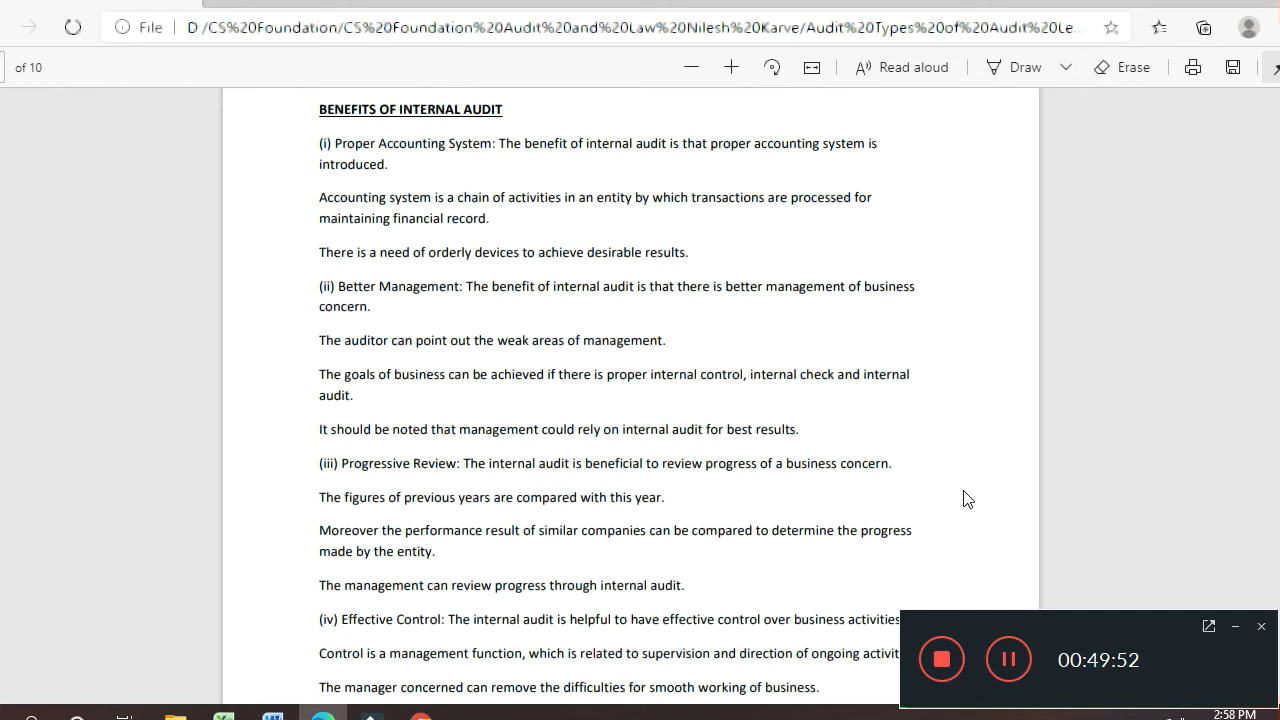 File
D:/CS%20Foundation/CS%20Foundation%20Audit%20and%20Law%20Nilesh%20Karve/Audit%20Types%20of%20Audit%20Le...
of 10
Read aloud
Draw
Erase
BENEFITS OF INTERNAL AUDIT
(i) Proper Accounting System: The benefit of internal audit is that proper accounting system is
introduced.
Accounting system is a chain of activities in an entity by which transactions are processed for
maintaining financial record.
There is a need of orderly devices to achieve desirable results.
(ii) Better Management: The benefit of internal audit is that there is better management of business
concern.
The auditor can point out the weak areas of management.
The goals of business can be achieved if there is proper internal control, internal check and internal
audit.
It should be noted that management could rely on internal audit for best results.
(iii) Progressive Review: The internal audit is beneficial to review progress of a business concern.
The figures of previous years are compared with this year.
Moreover the performance result of similar companies can be compared to determine the progress
made by the entity.
The management can review progress through internal audit.
(iv) Effective Control: The internal audit is helpful to have effective control over business activities
Control is a management function, which is related to supervision and direction of ongoing activit
The manager concerned can remove the difficulties for smooth working of business.
00:49:52
2:58 PM